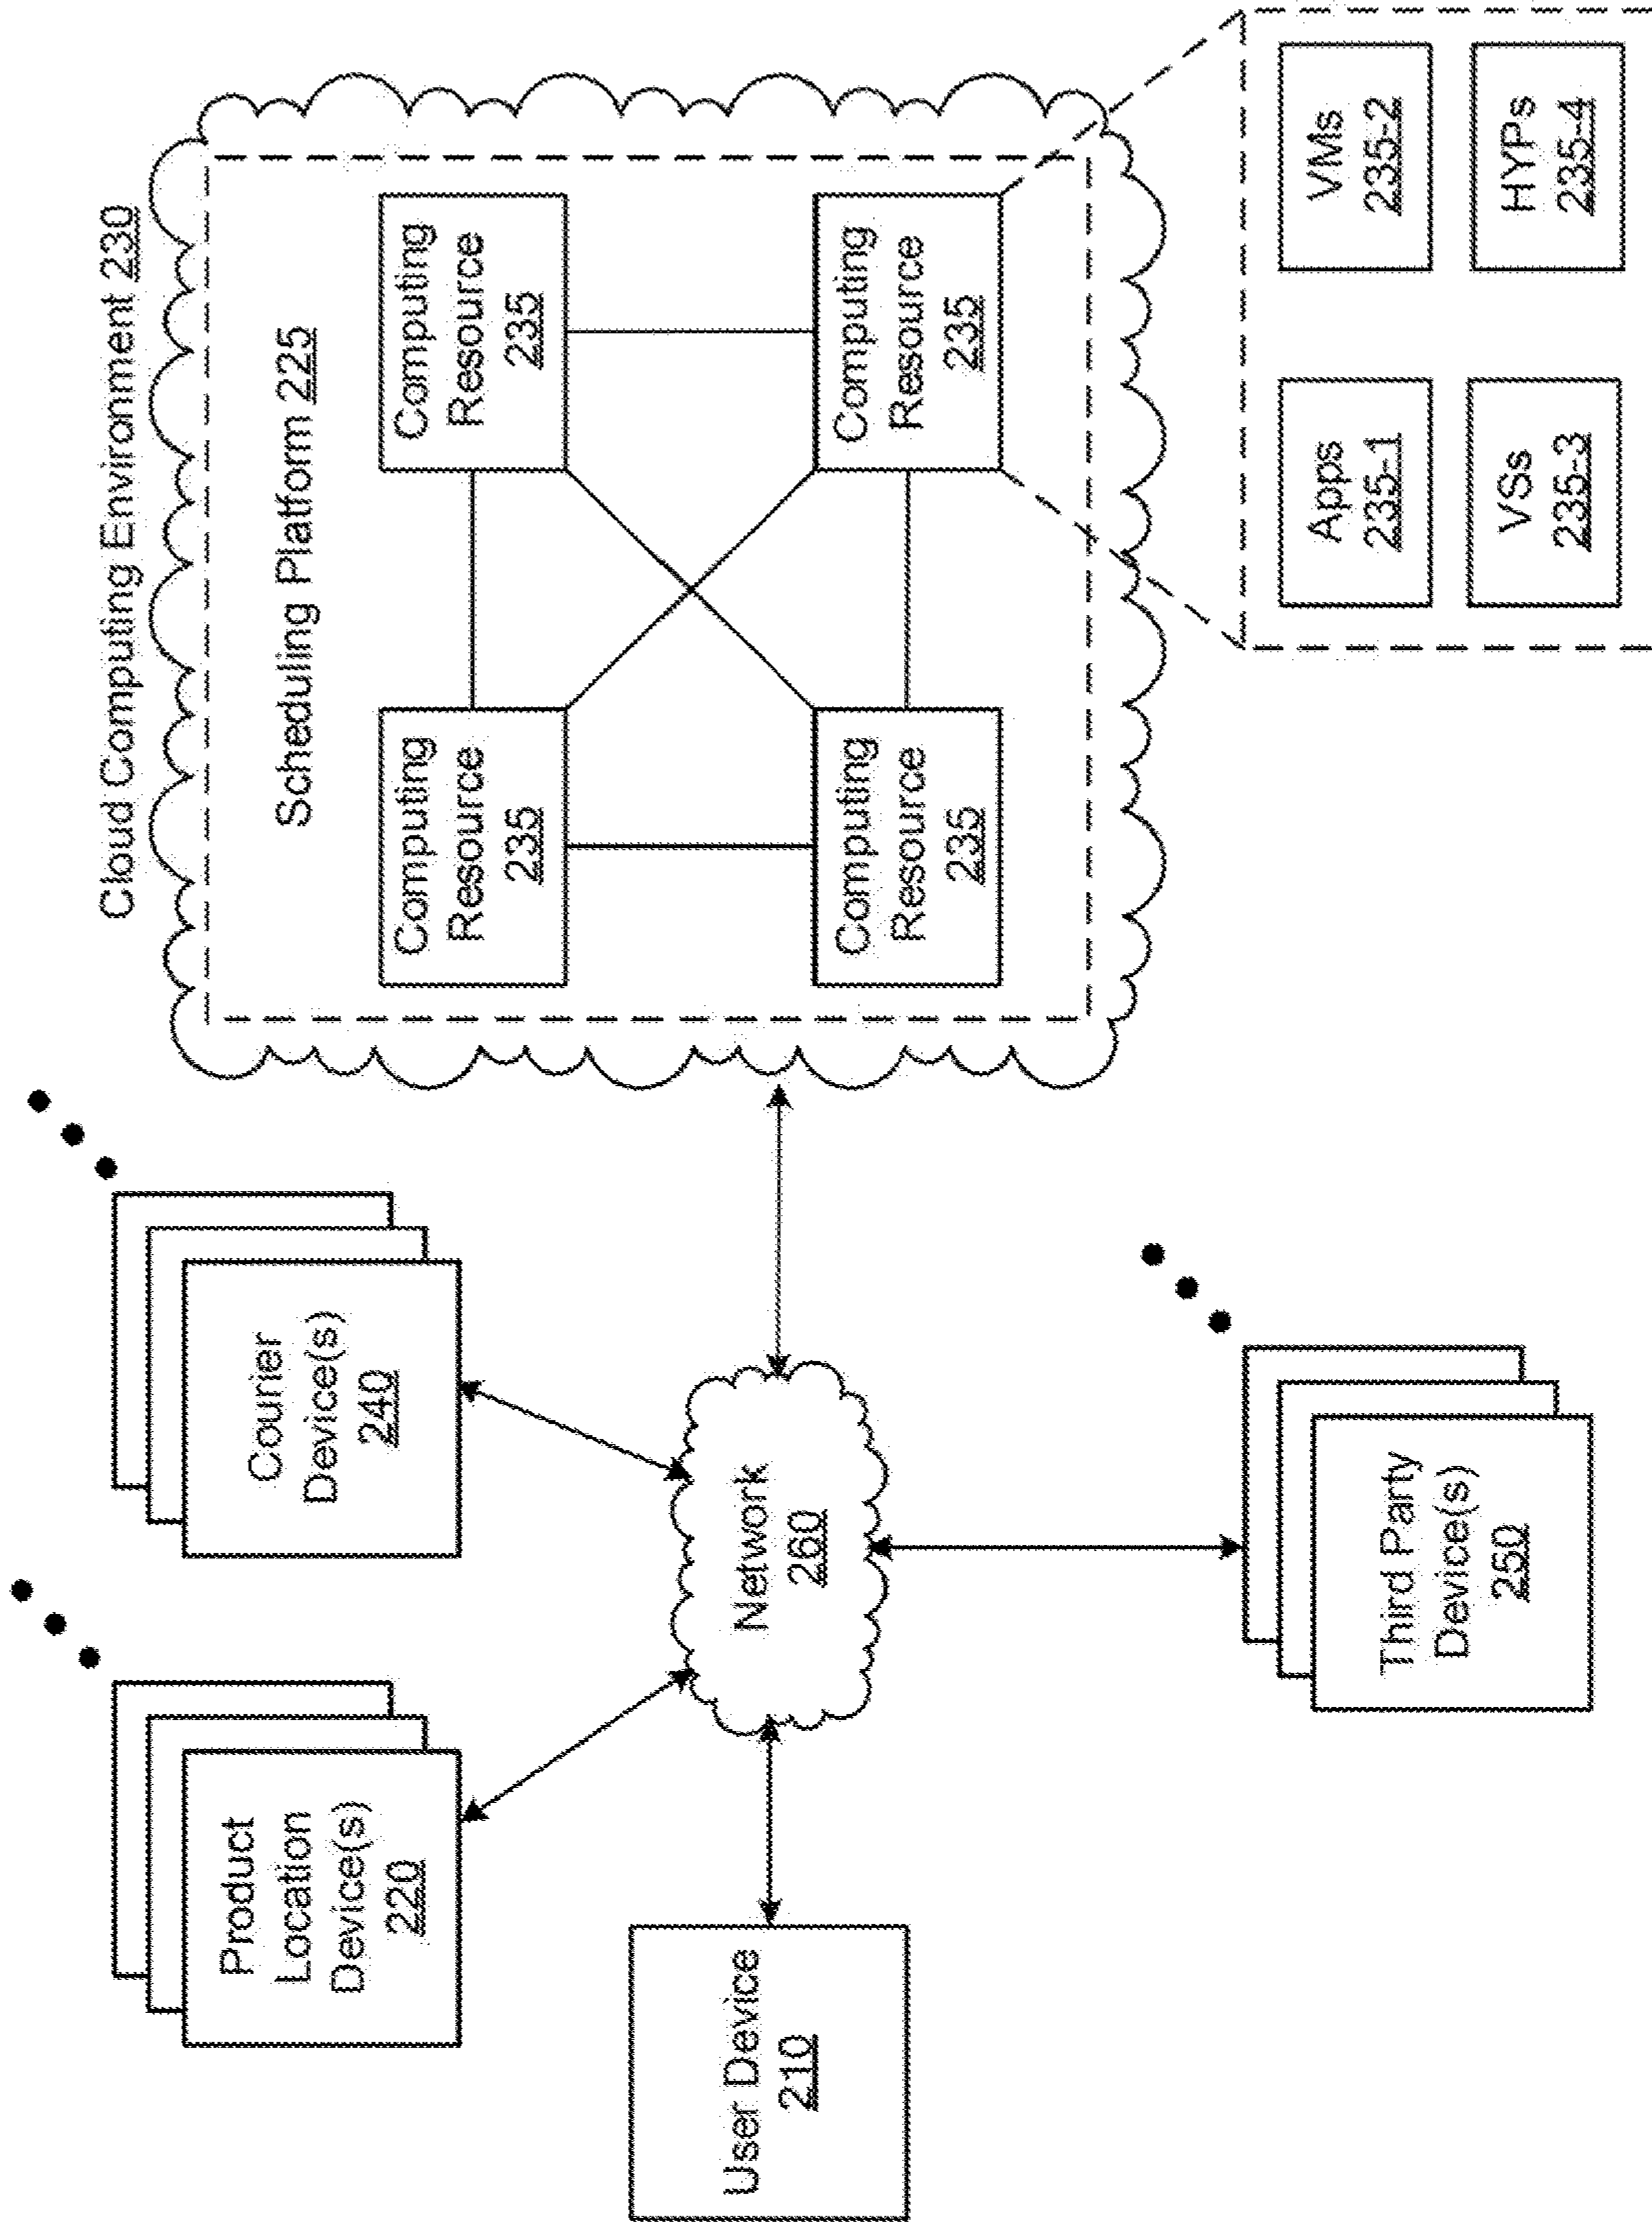 Cloud Computing Environment 230
Scheduling Platform 225
Product
Location
Device(s)
220
Courier
Device(s)
240
Computing
Resource
235
Computing
Resource
235
User Device
210
Network
260
Computing
Resource
235
Computing
Resource
235
Third Party
Device(s)
250
Apps
235-1
VMs
235-2
VSs
235-3
HYPs
235-4